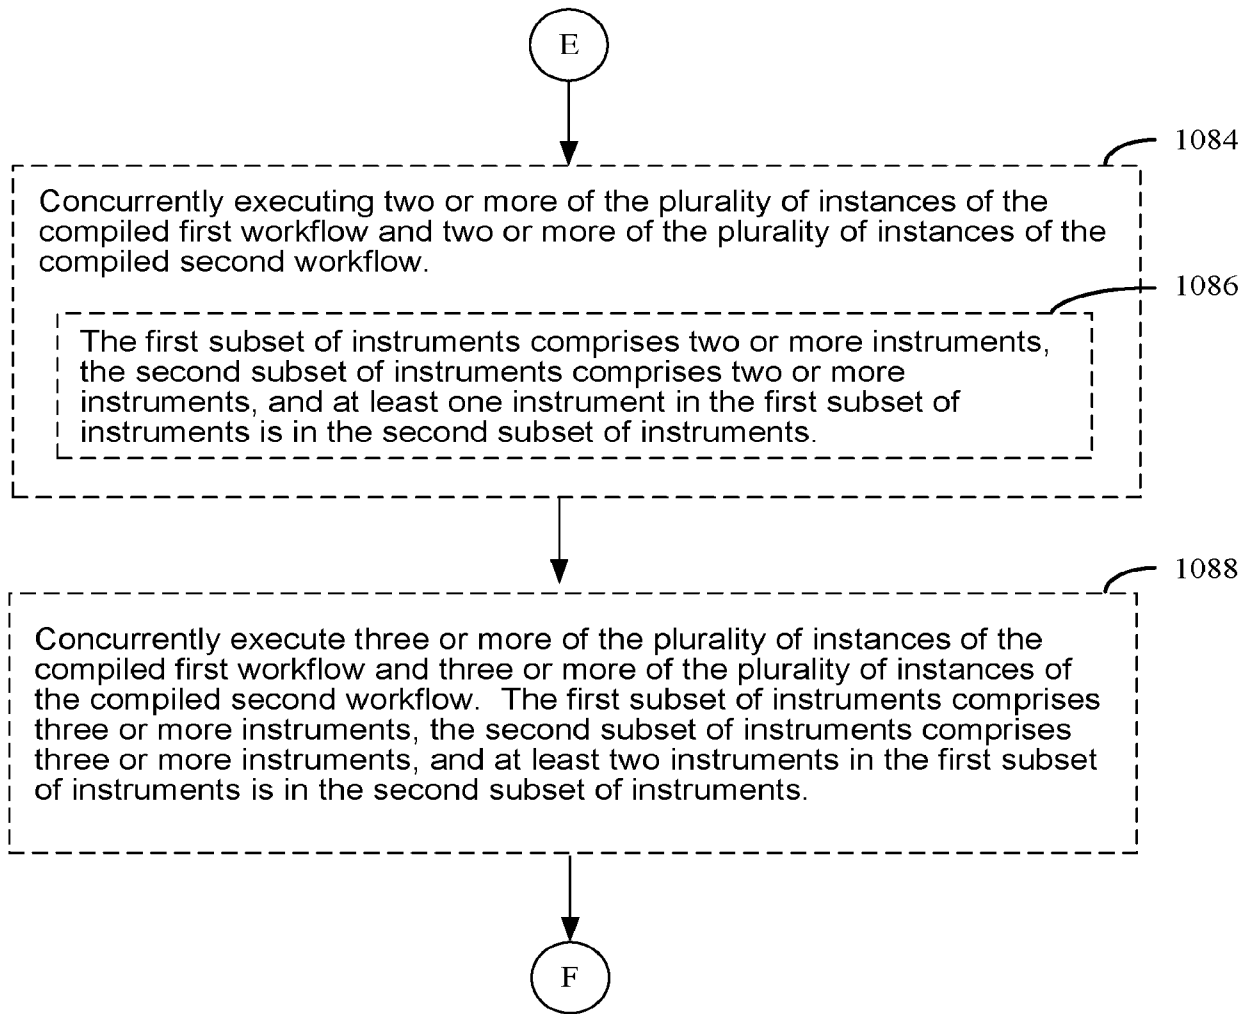 E
1084
Concurrently executing two or more of the plurality of instances of the
compiled first workflow and two or more of the plurality of instances of the
compiled second workflow.
1086
The first subset of instruments comprises two or more instruments,
the second subset of instruments comprises two or more
instruments, and at least one instrument in the first subset of
instruments is in the second subset of instruments.
1088
Concurrently execute three or more of the plurality of instances of the
compiled first workflow and three or more of the plurality of instances of
the compiled second workflow.  The first subset of instruments comprises
three or more instruments, the second subset of instruments comprises
three or more instruments, and at least two instruments in the first subset
of instruments is in the second subset of instruments.
F